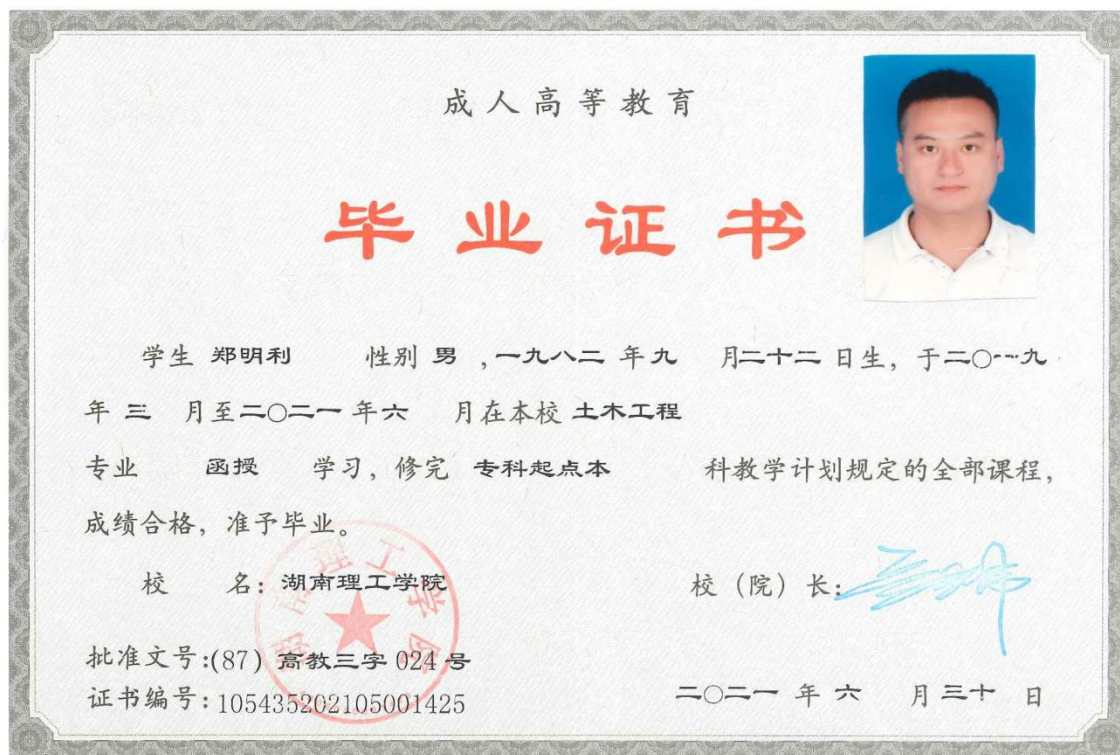 成人高等教育
毕业证书
学生 郑明利 性别 男 ,一九八二 年 九 月二十二 日生，于二〇一九
年 三 月至二〇二一 年六 月在本校 土木工程
专业 函授 学习，修完 专科起点本 科教学计划规定的全部课程，
成绩合格，准予毕业。
校 名：湖南理工学院 校（院）长：
批准文号:(87) 高教三字 024 号
证书编号: 105435202105001425 二〇二一 年 六 月 三十 日
湖南理工学院